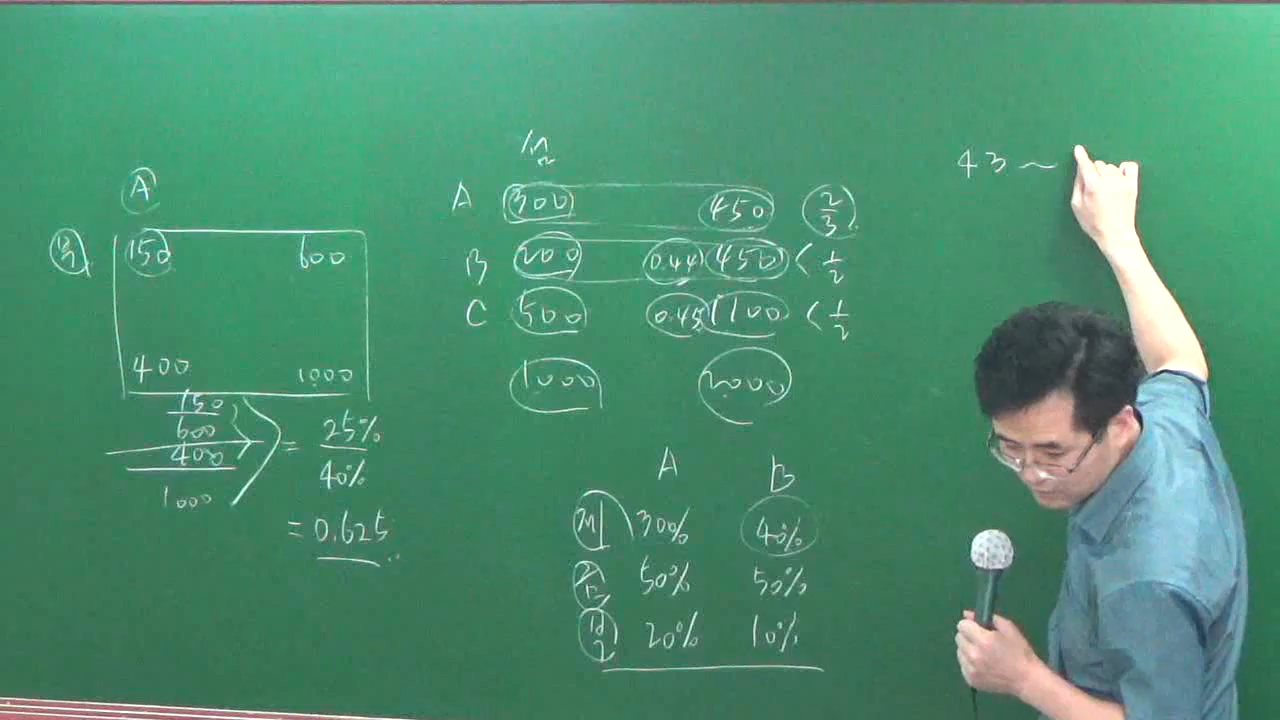 A
150 600
400 1000
150
600
400
1000
= 25%
40%
= 0.625
A 300 450 2/3
B 200 0.44 450 < 1/2
C 500 0.45 1100 < 1/2
1000 2000
A B
30% 40%
50% 50%
20% 10%
43 ~